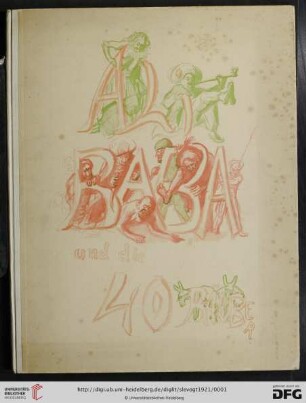 ALI
BABA
und die
40
http://digi.ub.uni-heidelberg.de/diglit/slevogt1921/0001
© Universitätsbibliothek Heidelberg